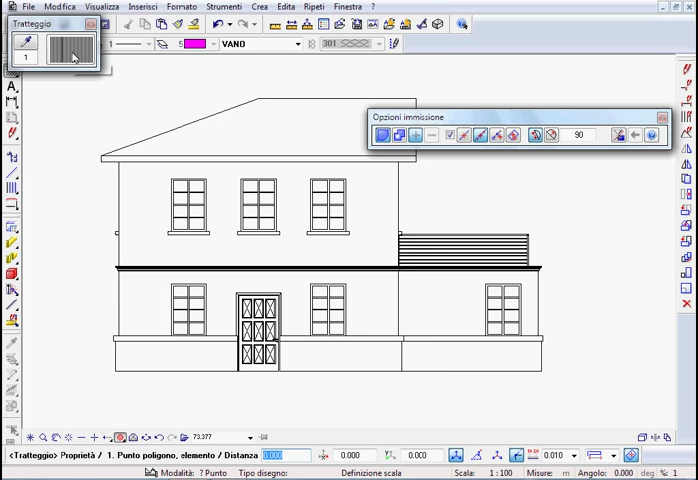 File Modifica Visualizza Inserisci Formato Strumenti Crea Edita Ripeti Finestra ?
Tratteggio
1
1
5 VANO 301
Opzioni immissione
90
A
73.377
<Tratteggio> Proprietà / 1. Punto poligono, elemento / Distanza 0.000 0.000 0.000 0.010
Modalità: ? Punto Tipo disegno: Definizione scala Scala: 1 : 100 Misure: m Angolo: 0.000 deg %: 1